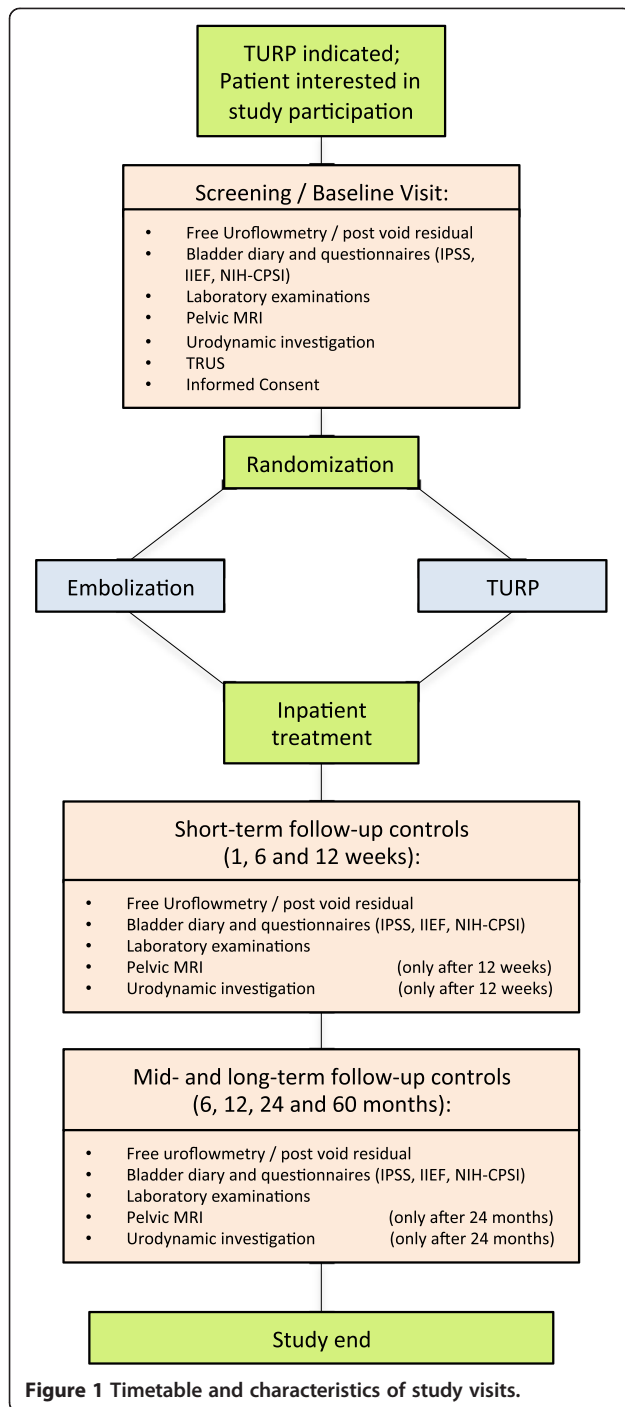 TURP indicated;
Patient interested in
study participation
Screening / Baseline Visit:
• Free Uroflowmetry / post void residual
• Bladder diary and questionnaires (IPSS,
IIEF, NIH-CPSI)
• Laboratory examinations
• Pelvic MRI
• Urodynamic investigation
• TRUS
• Informed Consent
Randomization
Embolization
TURP
Inpatient
treatment
Short-term follow-up controls
(1, 6 and 12 weeks):
• Free Uroflowmetry / post void residual
• Bladder diary and questionnaires (IPSS, IIEF, NIH-CPSI)
• Laboratory examinations
• Pelvic MRI (only after 12 weeks)
• Urodynamic investigation (only after 12 weeks)
Mid- and long-term follow-up controls
(6, 12, 24 and 60 months):
• Free uroflowmetry / post void residual
• Bladder diary and questionnaires (IPSS, IIEF, NIH-CPSI)
• Laboratory examinations
• Pelvic MRI (only after 24 months)
• Urodynamic investigation (only after 24 months)
Study end
Figure 1 Timetable and characteristics of study visits.